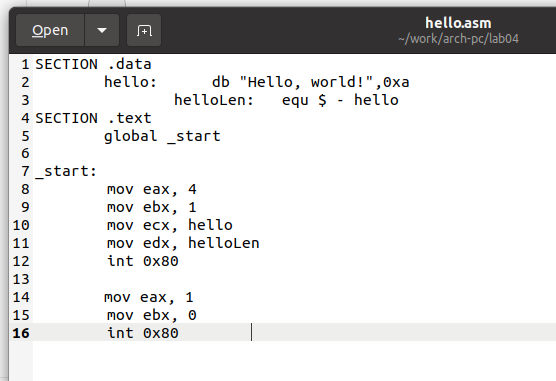 Open
hello.asm
~/work/arch-pc/lab04
1 SECTION .data
2 hello: db "Hello, world!",0xa
3 helloLen: equ $ - hello
4 SECTION .text
5 global _start
6
7 _start:
8 mov eax, 4
9 mov ebx, 1
10 mov ecx, hello
11 mov edx, helloLen
12 int 0x80
13
14 mov eax, 1
15 mov ebx, 0
16 int 0x80